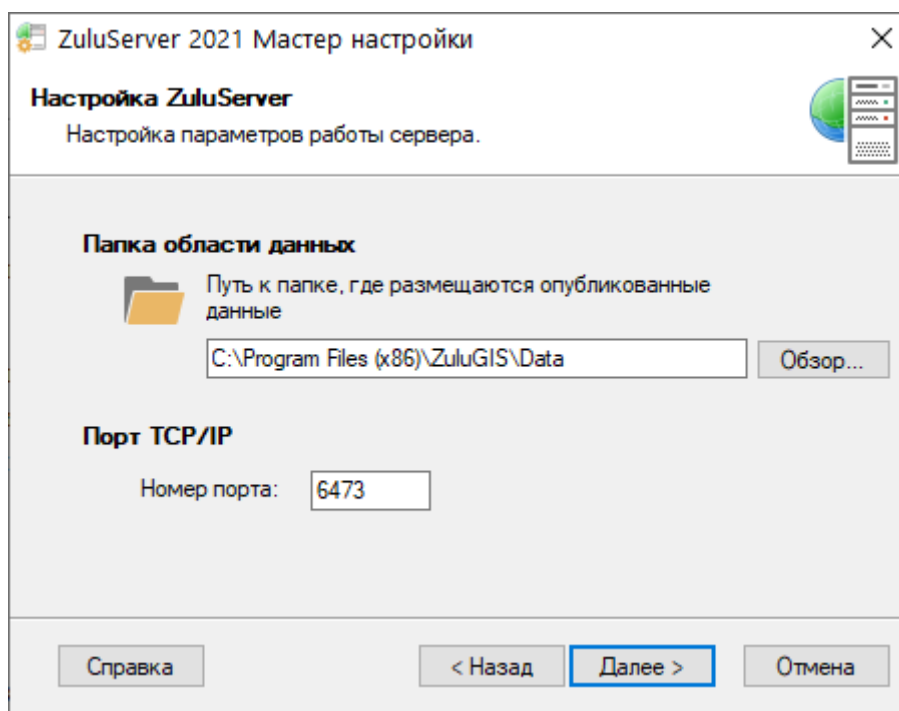 ZuluServer 2021 Мастер настройки
Настройка ZuluServer
Настройка параметров работы сервера.
Папка области данных
Путь к папке, где размещаются опубликованные
данные
C:\Program Files (x86)\ZuluGIS\Data
Обзор...
Порт TCP/IP
Номер порта:
6473
Справка
< Назад
Далее >
Отмена